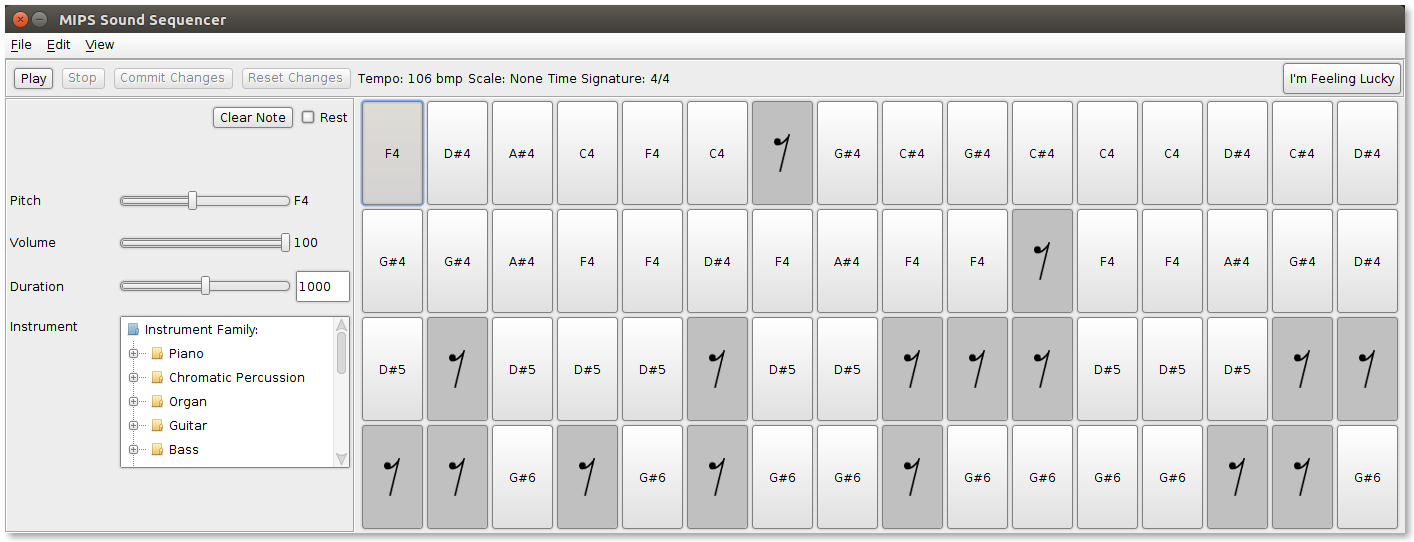 MIPS Sound Sequencer
File Edit View
Play Stop Commit Changes Reset Changes Tempo: 106 bmp Scale: None Time Signature: 4/4 I'm Feeling Lucky
Clear Note Rest
Pitch F4
Volume 100
Duration 1000
Instrument
Instrument Family:
Piano
Chromatic Percussion
Organ
Guitar
Bass
F4 D#4 A#4 C4 F4 C4 G#4 C#4 G#4 C#4 C4 C4 D#4 C#4 D#4
G#4 G#4 A#4 F4 F4 D#4 F4 A#4 F4 F4 F4 F4 A#4 G#4 D#4
D#5 D#5 D#5 D#5 D#5 D#5 D#5 D#5 D#5
G#6 G#6 G#6 G#6 G#6 G#6 G#6 G#6 G#6